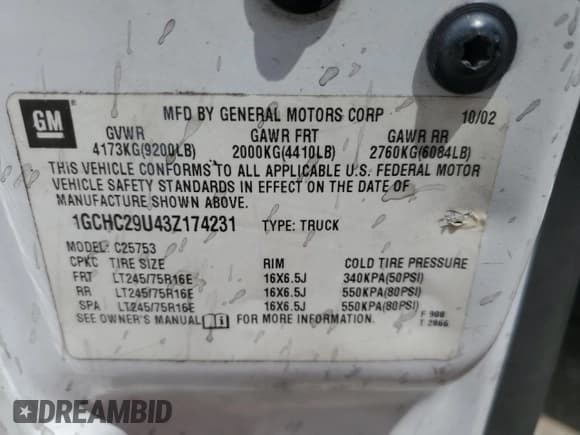 GM
MFD BY GENERAL MOTORS CORP 10/02
GVWR GAWR FRT GAWR RR
4173KG(9200LB) 2000KG(4410LB) 2760KG(6084LB)
THIS VEHICLE CONFORMS TO ALL APPLICABLE U.S. FEDERAL MOTOR
VEHICLE SAFETY STANDARDS IN EFFECT ON THE DATE OF
MANUFACTURE SHOWN ABOVE.
1GCHC29U43Z174231 TYPE: TRUCK
MODEL: C25753
CPKC TIRE SIZE RIM COLD TIRE PRESSURE
FRT LT245/75R16E 16X6.5J 340KPA(50PSI)
RR LT245/75R16E 16X6.5J 550KPA(80PSI)
SPA LT245/75R16E 16X6.5J 550KPA(80PSI)
SEE OWNER'S MANUAL FOR MORE INFORMATION.
F 908
T 2866
DREAMBID